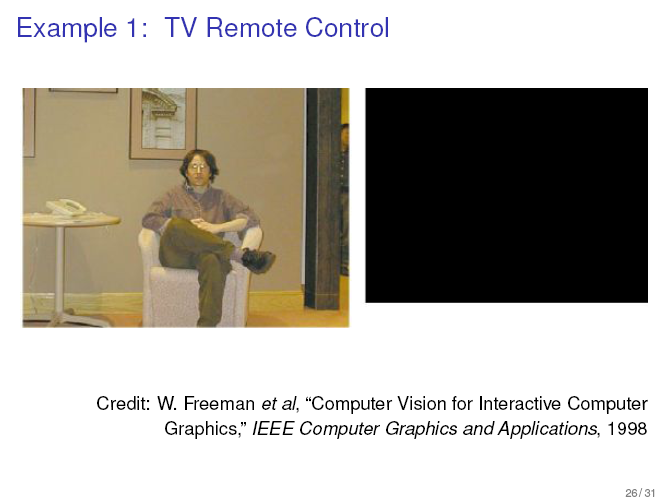 Example 1: TV Remote Control
Credit: W. Freeman et al, “Computer Vision for Interactive Computer
Graphics,” IEEE Computer Graphics and Applications, 1998
26 / 31